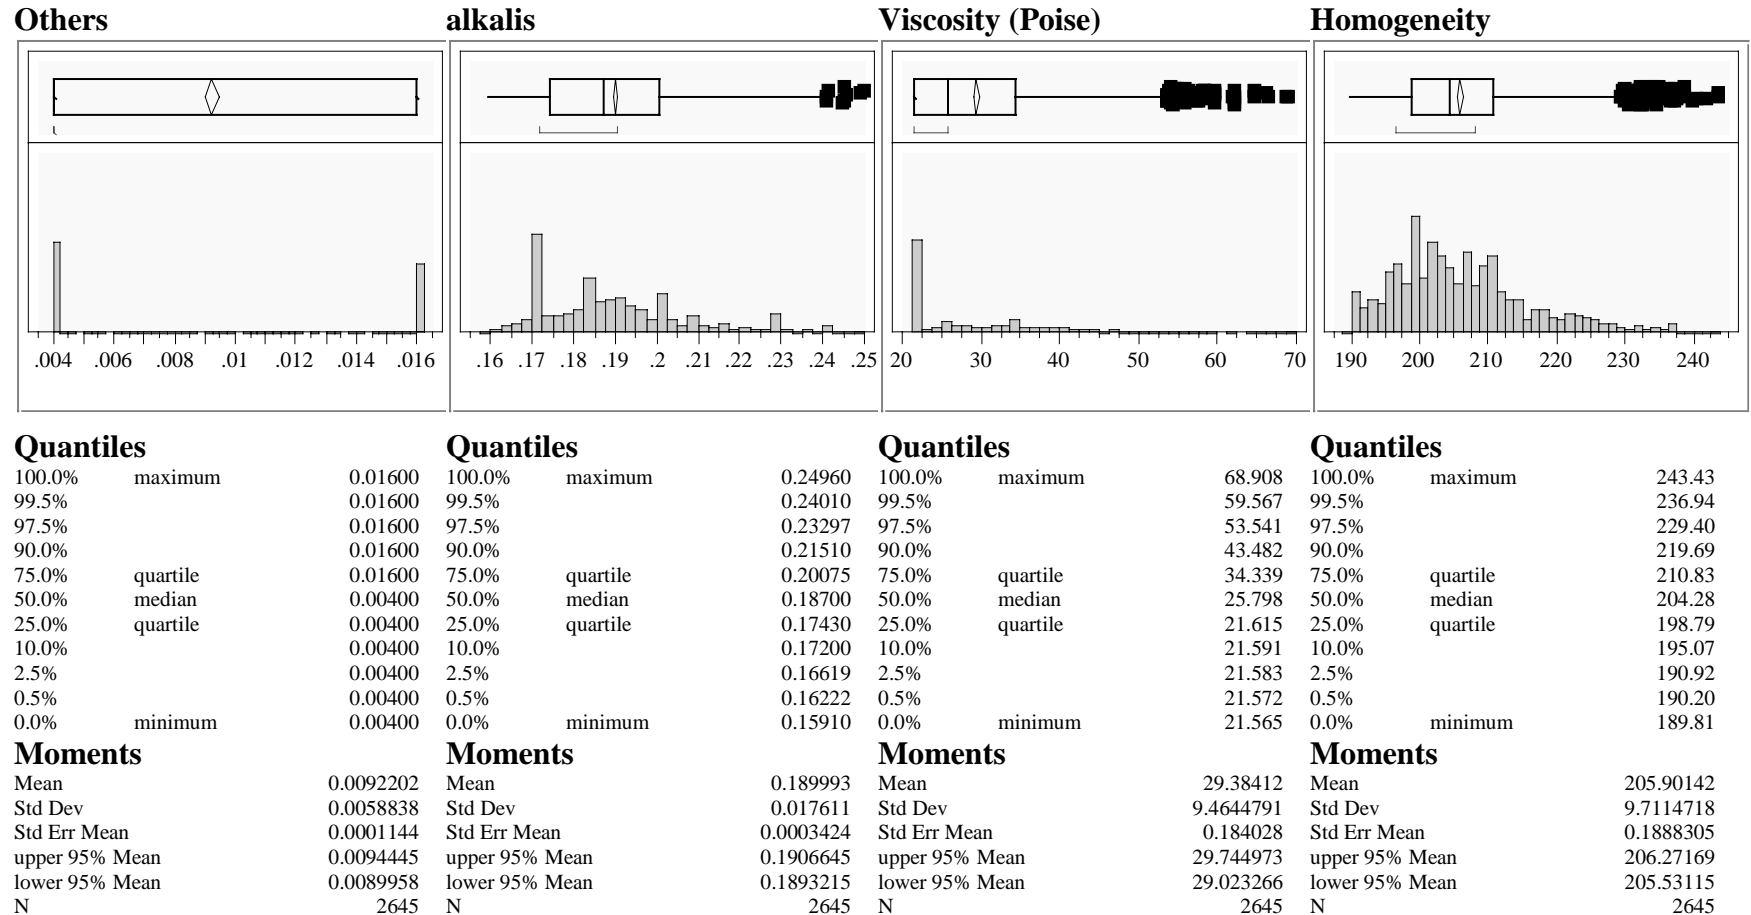 Others alkalis Viscosity (Poise) Homogeneity
.004 .006 .008 .01 .012 .014 .016 .16 .17 .18 .19 .2 .21 .22 .23 .24 .25 20 30 40 50 60 70 190 200 210 220 230 240
Quantiles Quantiles Quantiles Quantiles
100.0% maximum 0.01600 100.0% maximum 0.24960 100.0% maximum 68.908 100.0% maximum 243.43
99.5% 0.01600 99.5% 0.24010 99.5% 59.567 99.5% 236.94
97.5% 0.01600 97.5% 0.23297 97.5% 53.541 97.5% 229.40
90.0% 0.01600 90.0% 0.21510 90.0% 43.482 90.0% 219.69
75.0% quartile 0.01600 75.0% quartile 0.20075 75.0% quartile 34.339 75.0% quartile 210.83
50.0% median 0.00400 50.0% median 0.18700 50.0% median 25.798 50.0% median 204.28
25.0% quartile 0.00400 25.0% quartile 0.17430 25.0% quartile 21.615 25.0% quartile 198.79
10.0% 0.00400 10.0% 0.17200 10.0% 21.591 10.0% 195.07
2.5% 0.00400 2.5% 0.16619 2.5% 21.583 2.5% 190.92
0.5% 0.00400 0.5% 0.16222 0.5% 21.572 0.5% 190.20
0.0% minimum 0.00400 0.0% minimum 0.15910 0.0% minimum 21.565 0.0% minimum 189.81
Moments Moments Moments Moments
Mean 0.0092202 Mean 0.189993 Mean 29.38412 Mean 205.90142
Std Dev 0.0058838 Std Dev 0.017611 Std Dev 9.4644791 Std Dev 9.7114718
Std Err Mean 0.0001144 Std Err Mean 0.0003424 Std Err Mean 0.184028 Std Err Mean 0.1888305
upper 95% Mean 0.0094445 upper 95% Mean 0.1906645 upper 95% Mean 29.744973 upper 95% Mean 206.27169
lower 95% Mean 0.0089958 lower 95% Mean 0.1893215 lower 95% Mean 29.023266 lower 95% Mean 205.53115
N 2645 N 2645 N 2645 N 2645